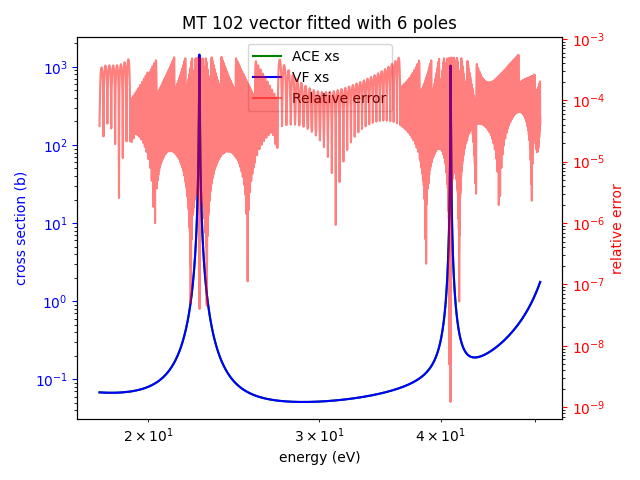 MT 102 vector fitted with 6 poles
ACE xs
VF xs
Relative error
10³
10²
10¹
10⁰
10⁻¹
cross section (b)
10⁻³
10⁻⁴
10⁻⁵
10⁻⁶
10⁻⁷
10⁻⁸
10⁻⁹
relative error
2 × 10¹
3 × 10¹
4 × 10¹
energy (eV)